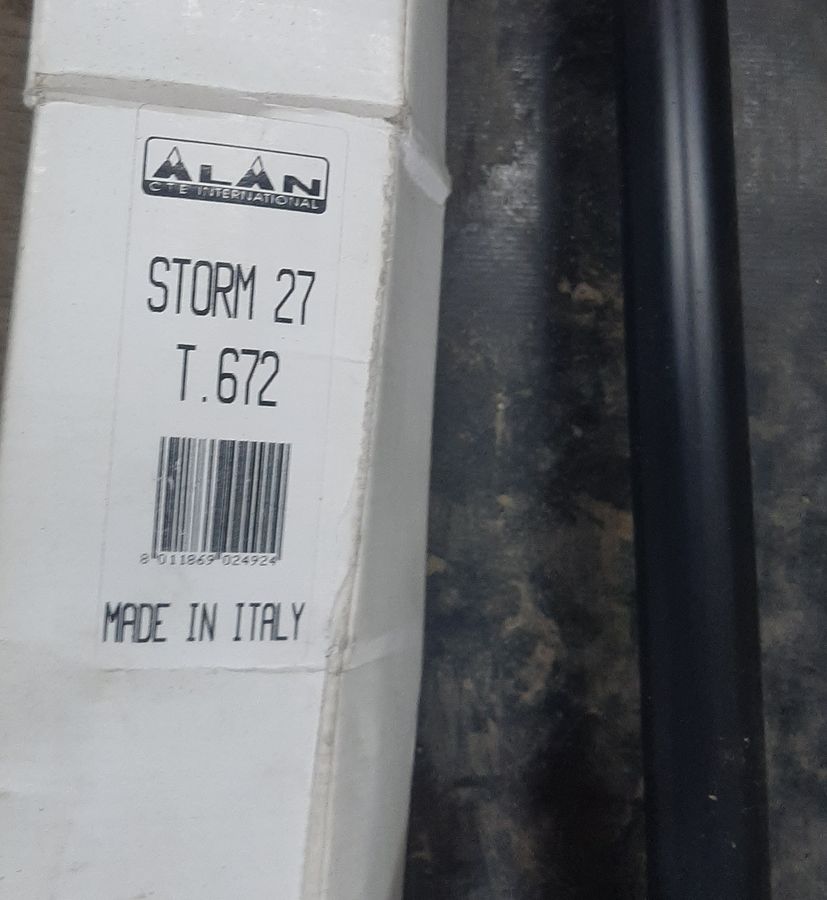 ALAN
CTE INTERNATIONAL
STORM 27
T.672
8 011869 024924
MADE IN ITALY